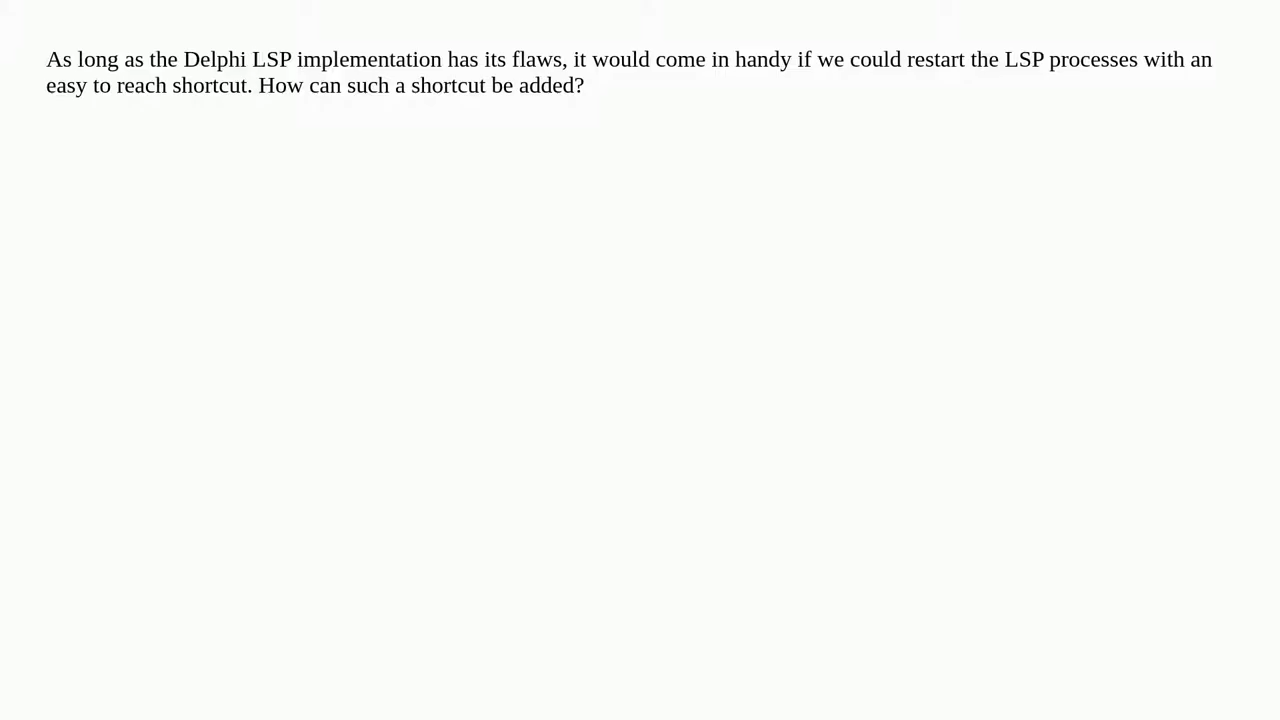 As long as the Delphi LSP implementation has its flaws, it would come in handy if we could restart the LSP processes with an
easy to reach shortcut. How can such a shortcut be added?